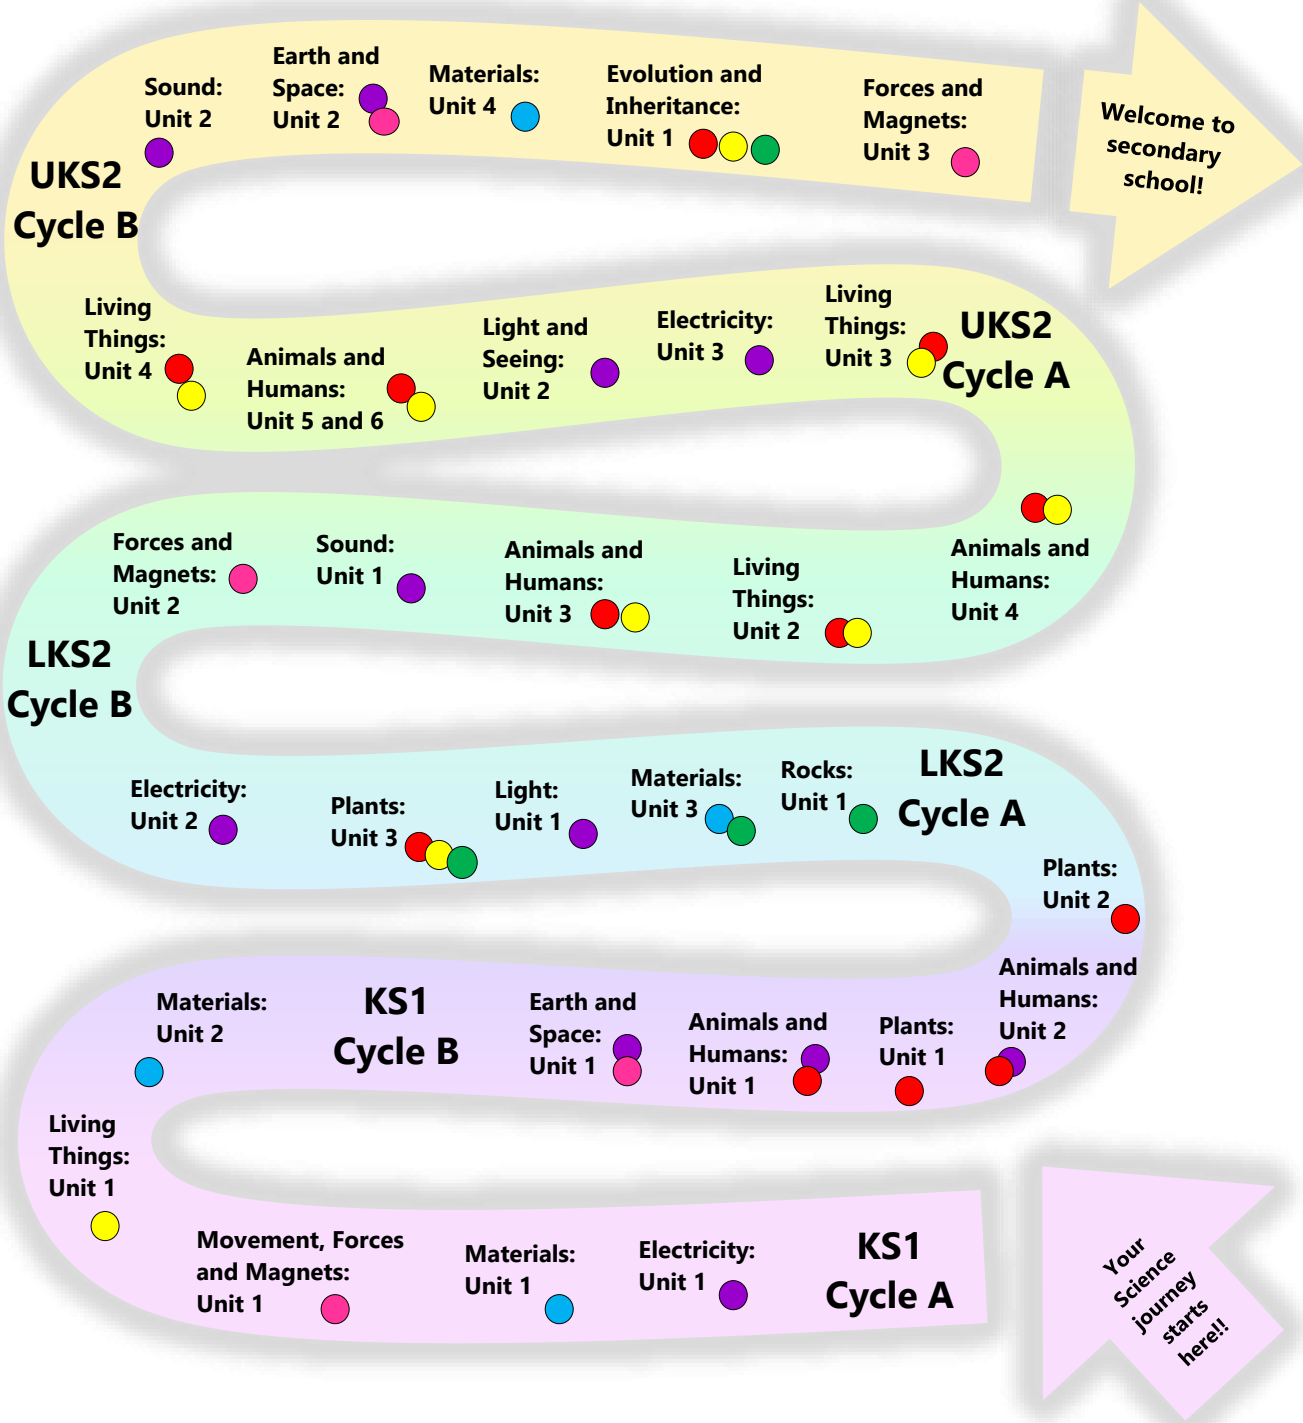 Sound:
Unit 2
Earth and
Space:
Unit 2
Materials:
Unit 4
Evolution and
Inheritance:
Unit 1
Forces and
Magnets:
Unit 3
Welcome to
secondary
school!
UKS2
Cycle B
Living
Things:
Unit 4
Animals and
Humans:
Unit 5 and 6
Light and
Seeing:
Unit 2
Electricity:
Unit 3
Living
Things:
Unit 3
UKS2
Cycle A
Forces and
Magnets:
Unit 2
Sound:
Unit 1
Animals and
Humans:
Unit 3
Living
Things:
Unit 2
Animals and
Humans:
Unit 4
LKS2
Cycle B
Electricity:
Unit 2
Plants:
Unit 3
Light:
Unit 1
Materials:
Unit 3
Rocks:
Unit 1
LKS2
Cycle A
Plants:
Unit 2
Materials:
Unit 2
KS1
Cycle B
Earth and
Space:
Unit 1
Animals and
Humans:
Unit 1
Plants:
Unit 1
Animals and
Humans:
Unit 2
Living
Things:
Unit 1
Movement, Forces
and Magnets:
Unit 1
Materials:
Unit 1
Electricity:
Unit 1
KS1
Cycle A
Your
Science
journey
starts
here!!